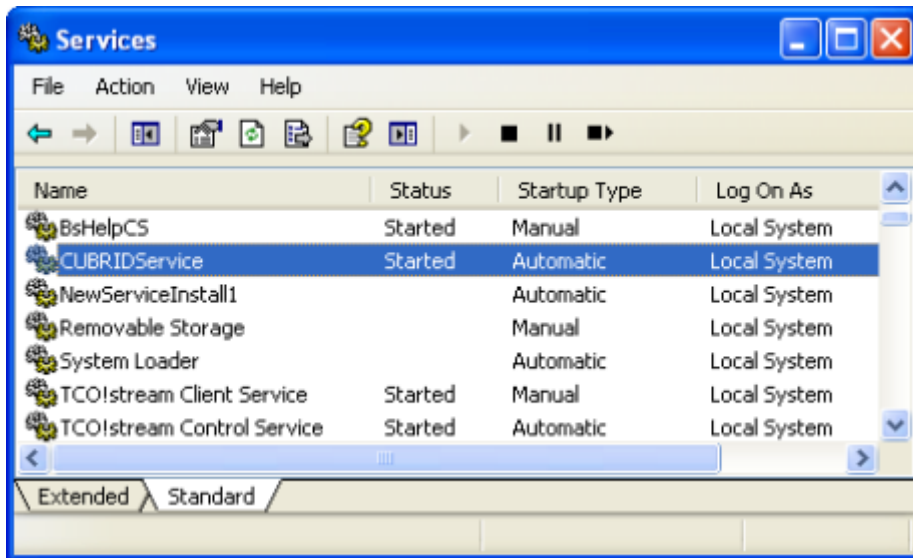 Services
File Action View Help
Name Status Startup Type Log On As
BsHelpCS Started Manual Local System
CUBRIDService Started Automatic Local System
NewServiceInstall1 Automatic Local System
Removable Storage Manual Local System
System Loader Automatic Local System
TCO!stream Client Service Started Manual Local System
TCO!stream Control Service Started Automatic Local System
Extended Standard